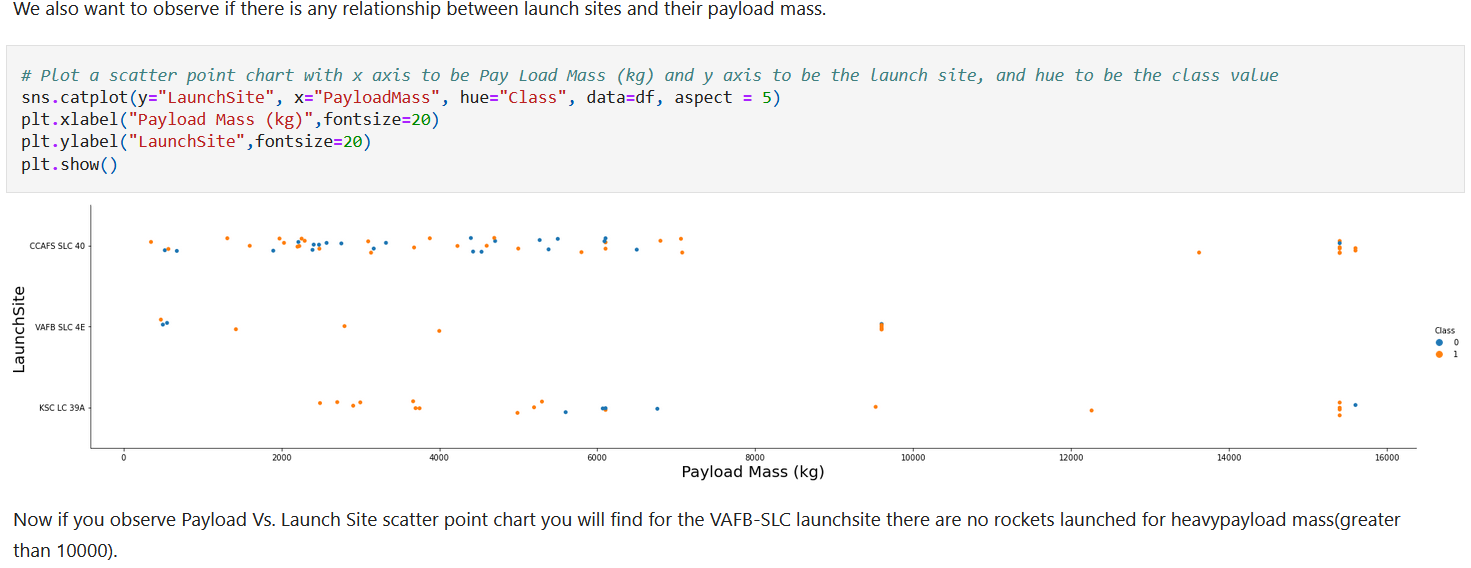 We also want to observe if there is any relationship between launch sites and their payload mass.
# Plot a scatter point chart with x axis to be Pay Load Mass (kg) and y axis to be the launch site, and hue to be the class value
sns.catplot(y="LaunchSite", x="PayloadMass", hue="Class", data=df, aspect = 5)
plt.xlabel("Payload Mass (kg)",fontsize=20)
plt.ylabel("LaunchSite",fontsize=20)
plt.show()
CCAFS SLC 40
VAFB SLC 4E
KSC LC 39A
LaunchSite
Class
0
1
0 2000 4000 6000 8000 10000 12000 14000 16000
Payload Mass (kg)
Now if you observe Payload Vs. Launch Site scatter point chart you will find for the VAFB-SLC launchsite there are no rockets launched for heavypayload mass(greater
than 10000).